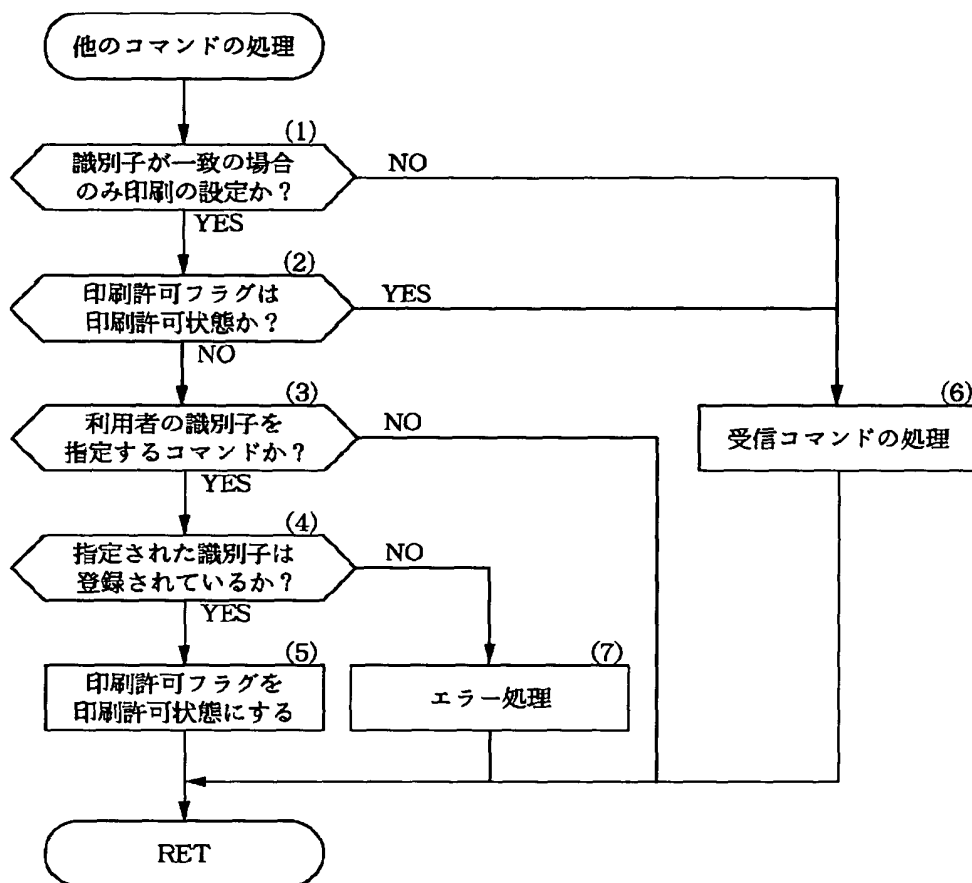 他のコマンドの処理
(1)
識別子が一致の場合
のみ印刷の設定か?
NO
YES
(2)
印刷許可フラグは
印刷許可状態か?
YES
NO
(3)
利用者の識別子を
指定するコマンドか?
NO
YES
(6)
受信コマンドの処理
(4)
指定された識別子は
登録されているか?
NO
YES
(5)
印刷許可フラグを
印刷許可状態にする
(7)
エラー処理
RET